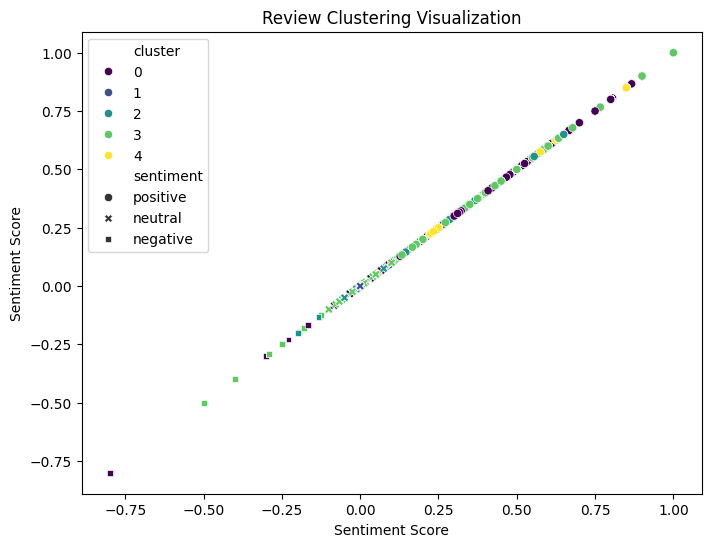 Review Clustering Visualization
cluster
0
1
2
3
4
sentiment
positive
neutral
negative
Sentiment Score
1.00
0.75
0.50
0.25
0.00
−0.25
−0.50
−0.75
−0.75 −0.50 −0.25 0.00 0.25 0.50 0.75 1.00
Sentiment Score